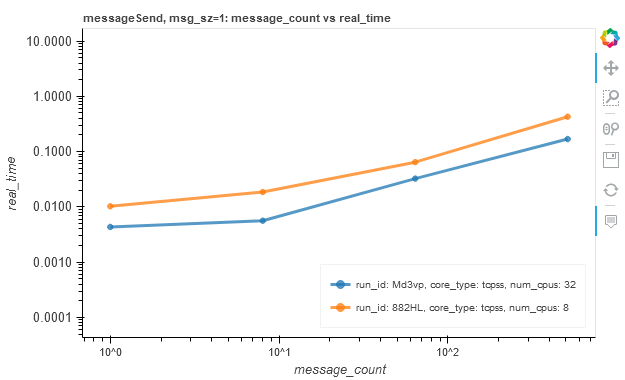 messageSend, msg_sz=1: message_count vs real_time
10.0000
1.0000
0.1000
0.0100
0.0010
0.0001
real_time
10^0
10^1
10^2
message_count
run_id: Md3vp, core_type: tcpss, num_cpus: 32
run_id: 882HL, core_type: tcpss, num_cpus: 8